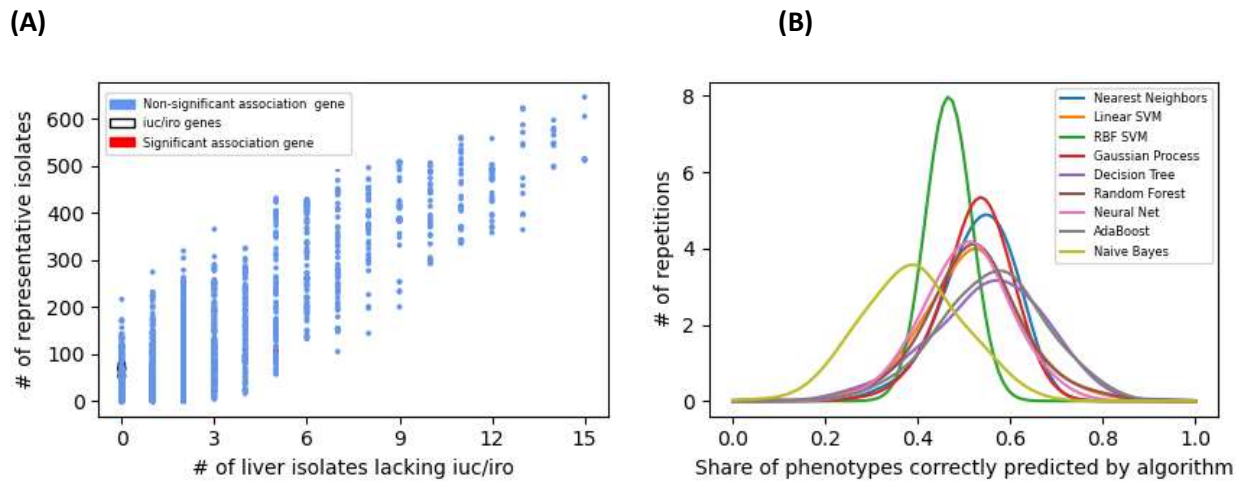 (A)
(B)
Non-significant association gene
iuc/iro genes
Significant association gene
# of representative isolates
600
500
400
300
200
100
0
0 3 6 9 12 15
# of liver isolates lacking iuc/iro
Nearest Neighbors
Linear SVM
RBF SVM
Gaussian Process
Decision Tree
Random Forest
Neural Net
AdaBoost
Naive Bayes
# of repetitions
8
6
4
2
0
0.0 0.2 0.4 0.6 0.8 1.0
Share of phenotypes correctly predicted by algorithm